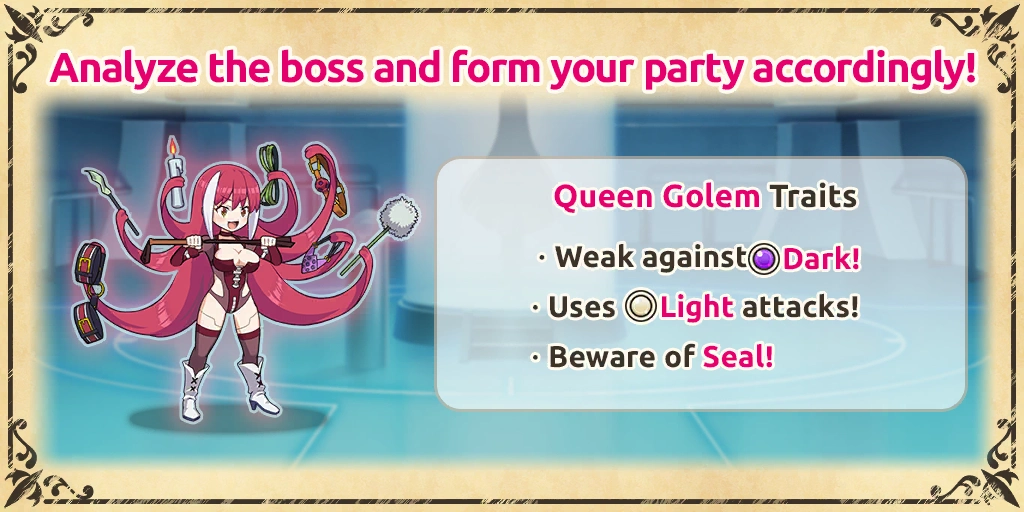 Analyze the boss and form your party accordingly!
Queen Golem Traits
· Weak against Dark!
· Uses Light attacks!
· Beware of Seal!